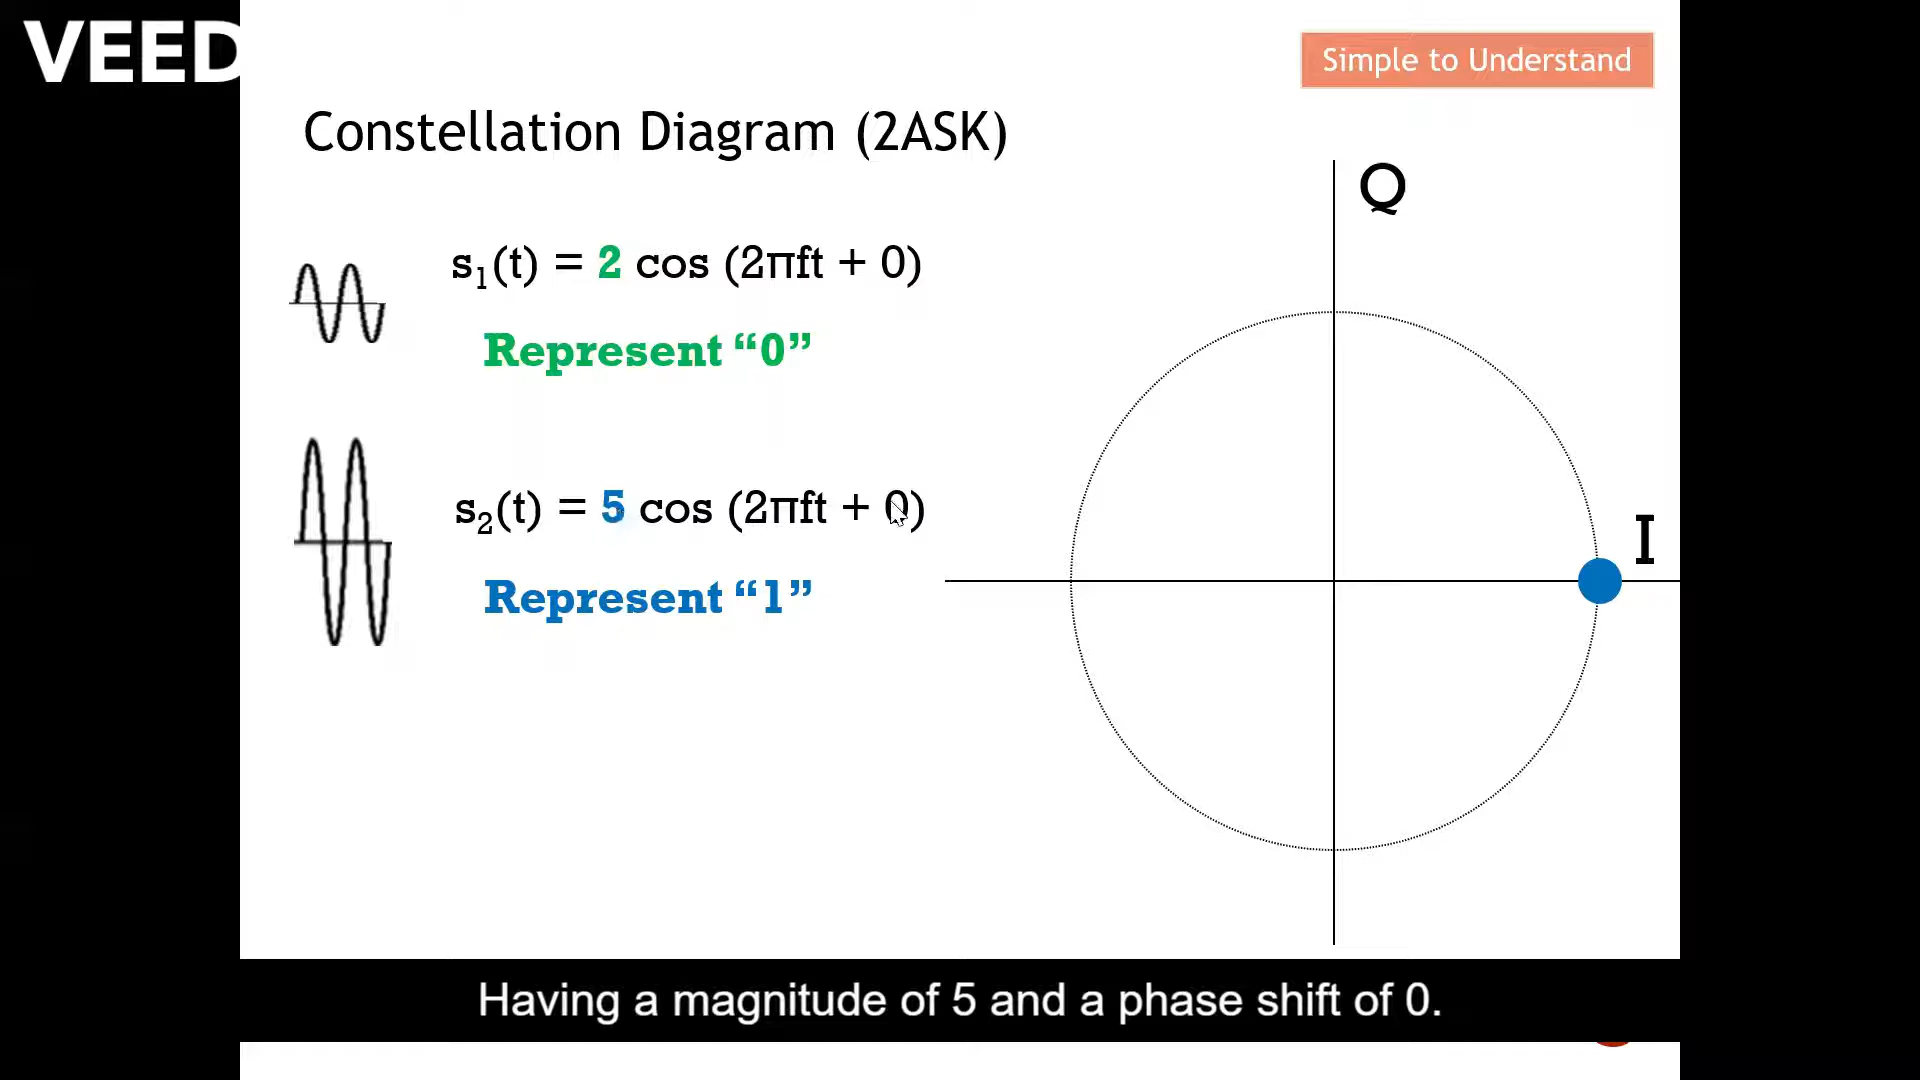 VEED
Simple to Understand
Constellation Diagram (2ASK)
Q
s₁(t) = 2 cos (2πft + 0)
Represent “0”
s₂(t) = 5 cos (2πft + 0)
I
Represent “1”
Having a magnitude of 5 and a phase shift of 0.